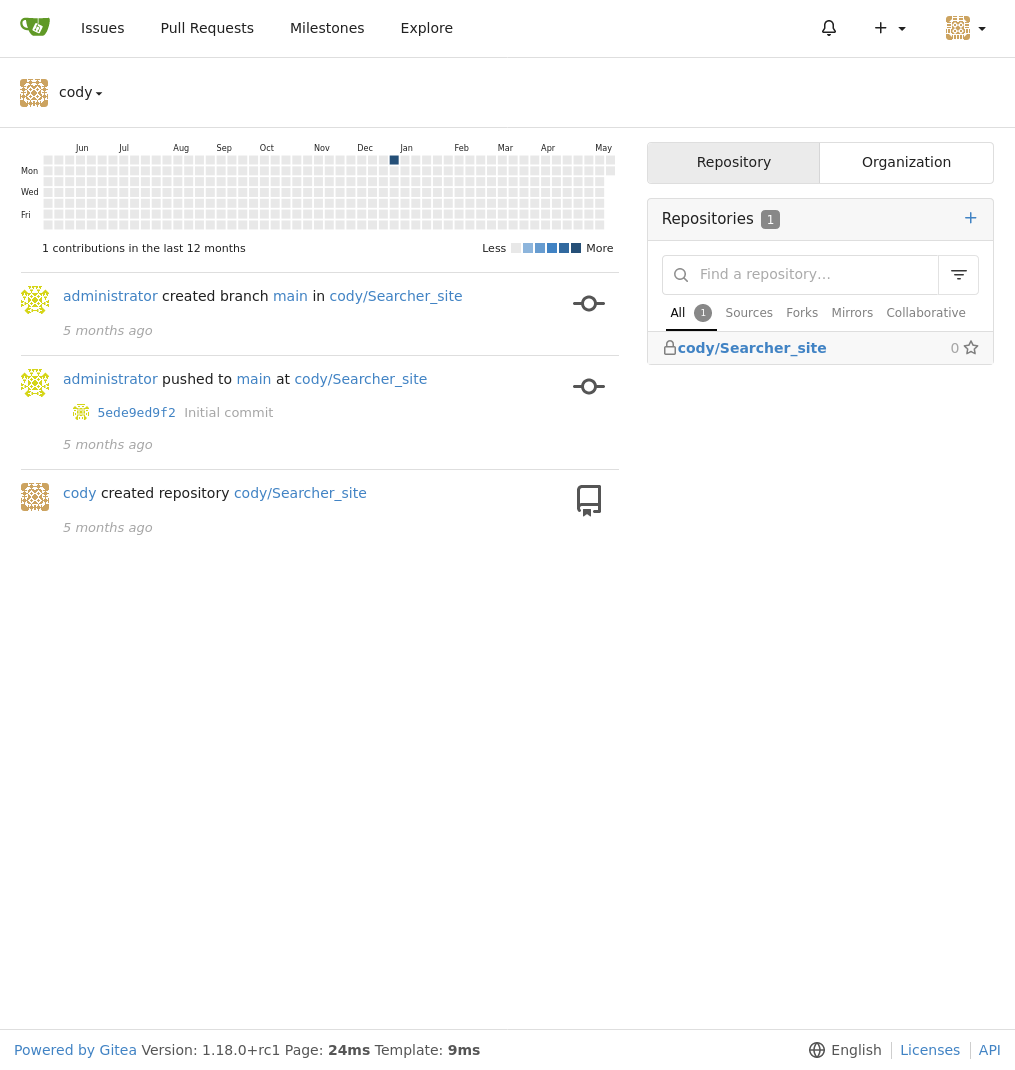 Issues Pull Requests Milestones Explore
cody
Jun Jul Aug Sep Oct Nov Dec Jan Feb Mar Apr May
Mon
Wed
Fri
1 contributions in the last 12 months Less More
administrator created branch main in cody/Searcher_site
5 months ago
administrator pushed to main at cody/Searcher_site
5ede9ed9f2 Initial commit
5 months ago
cody created repository cody/Searcher_site
5 months ago
Repository Organization
Repositories 1
Find a repository...
All 1 Sources Forks Mirrors Collaborative
cody/Searcher_site 0
Powered by Gitea Version: 1.18.0+rc1 Page: 24ms Template: 9ms English Licenses API